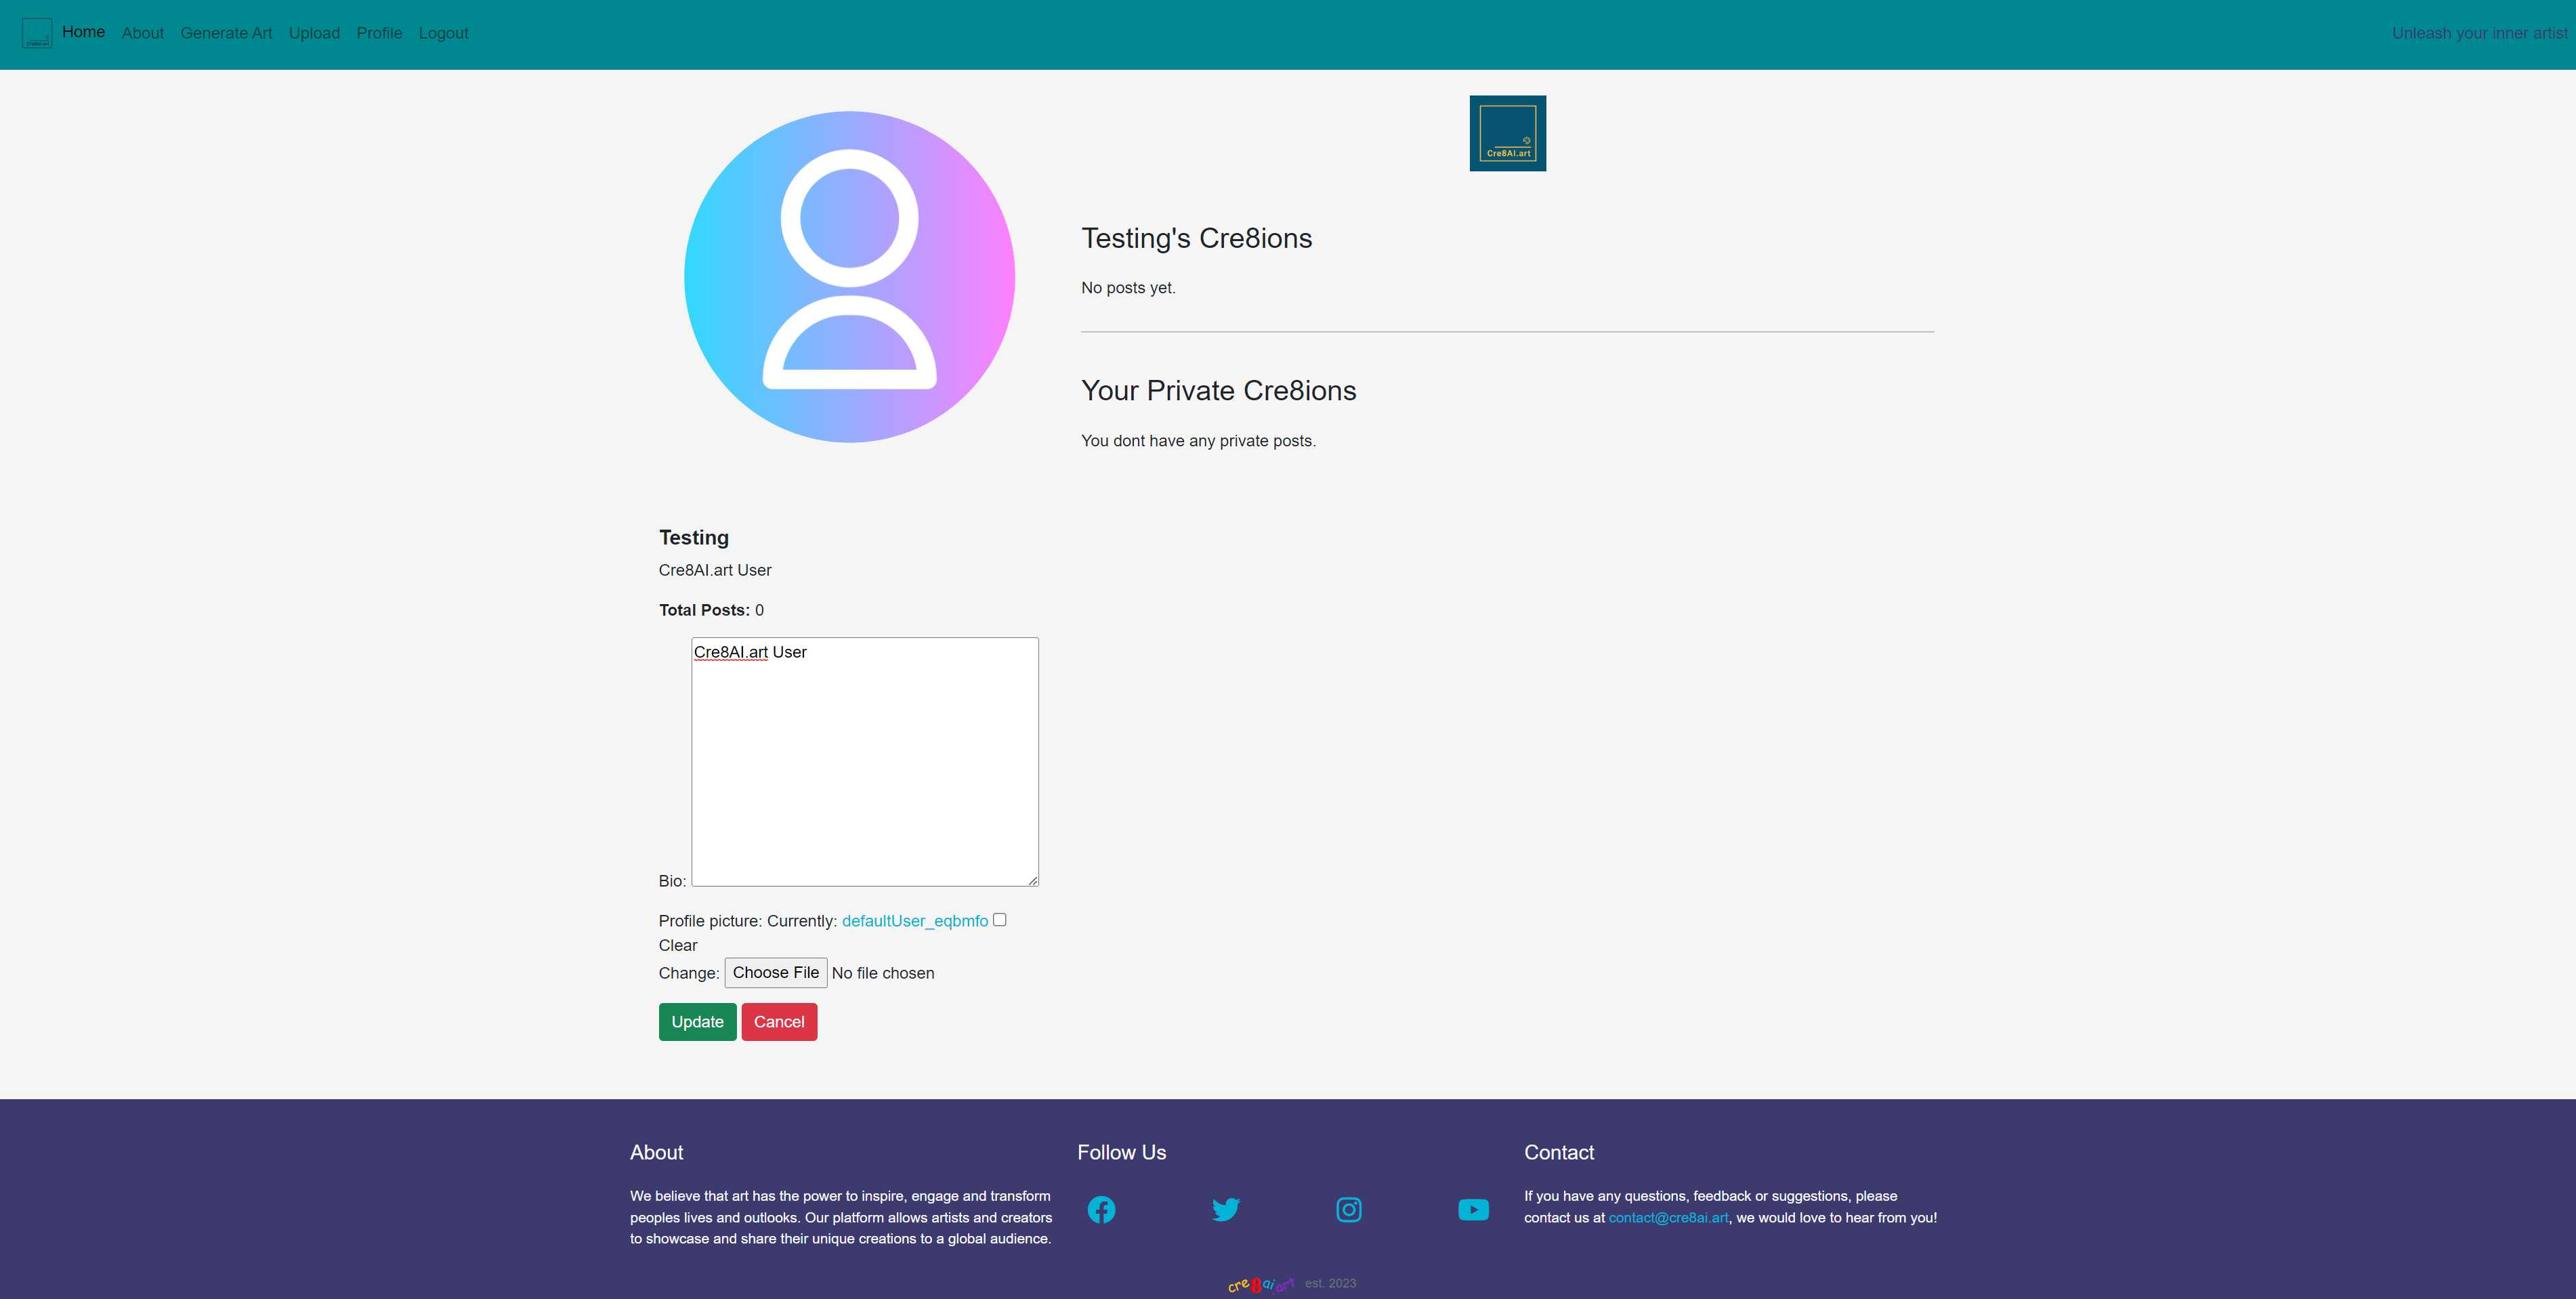 Cre8AI.art
Home About Generate Art Upload Profile Logout
Unleash your inner artist
Cre8AI.art
Testing's Cre8ions
No posts yet.
Your Private Cre8ions
You dont have any private posts.
Testing
Cre8AI.art User
Total Posts: 0
Cre8AI.art User
Bio:
Profile picture: Currently: defaultUser_eqbmfo
Clear
Change: Choose File No file chosen
Update Cancel
About
We believe that art has the power to inspire, engage and transform
peoples lives and outlooks. Our platform allows artists and creators
to showcase and share their unique creations to a global audience.
Follow Us
Contact
If you have any questions, feedback or suggestions, please
contact us at contact@cre8ai.art, we would love to hear from you!
cre8ai.art est. 2023